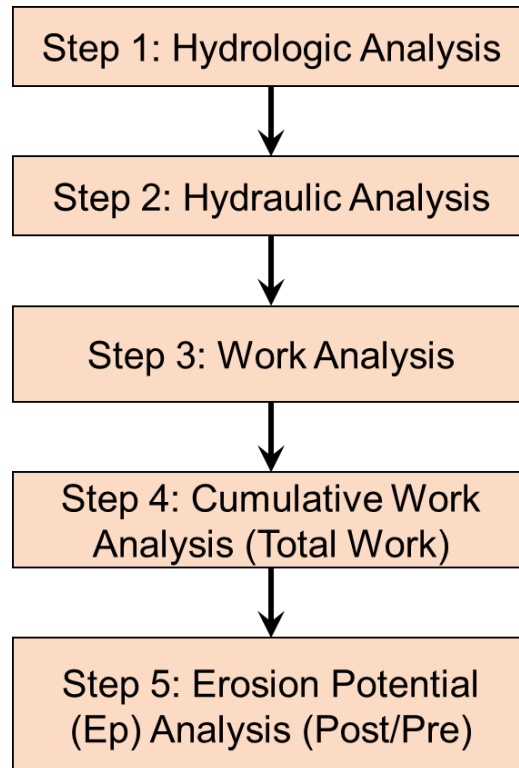 Step 1: Hydrologic Analysis
Step 2: Hydraulic Analysis
Step 3: Work Analysis
Step 4: Cumulative Work
Analysis (Total Work)
Step 5: Erosion Potential
(Ep) Analysis (Post/Pre)